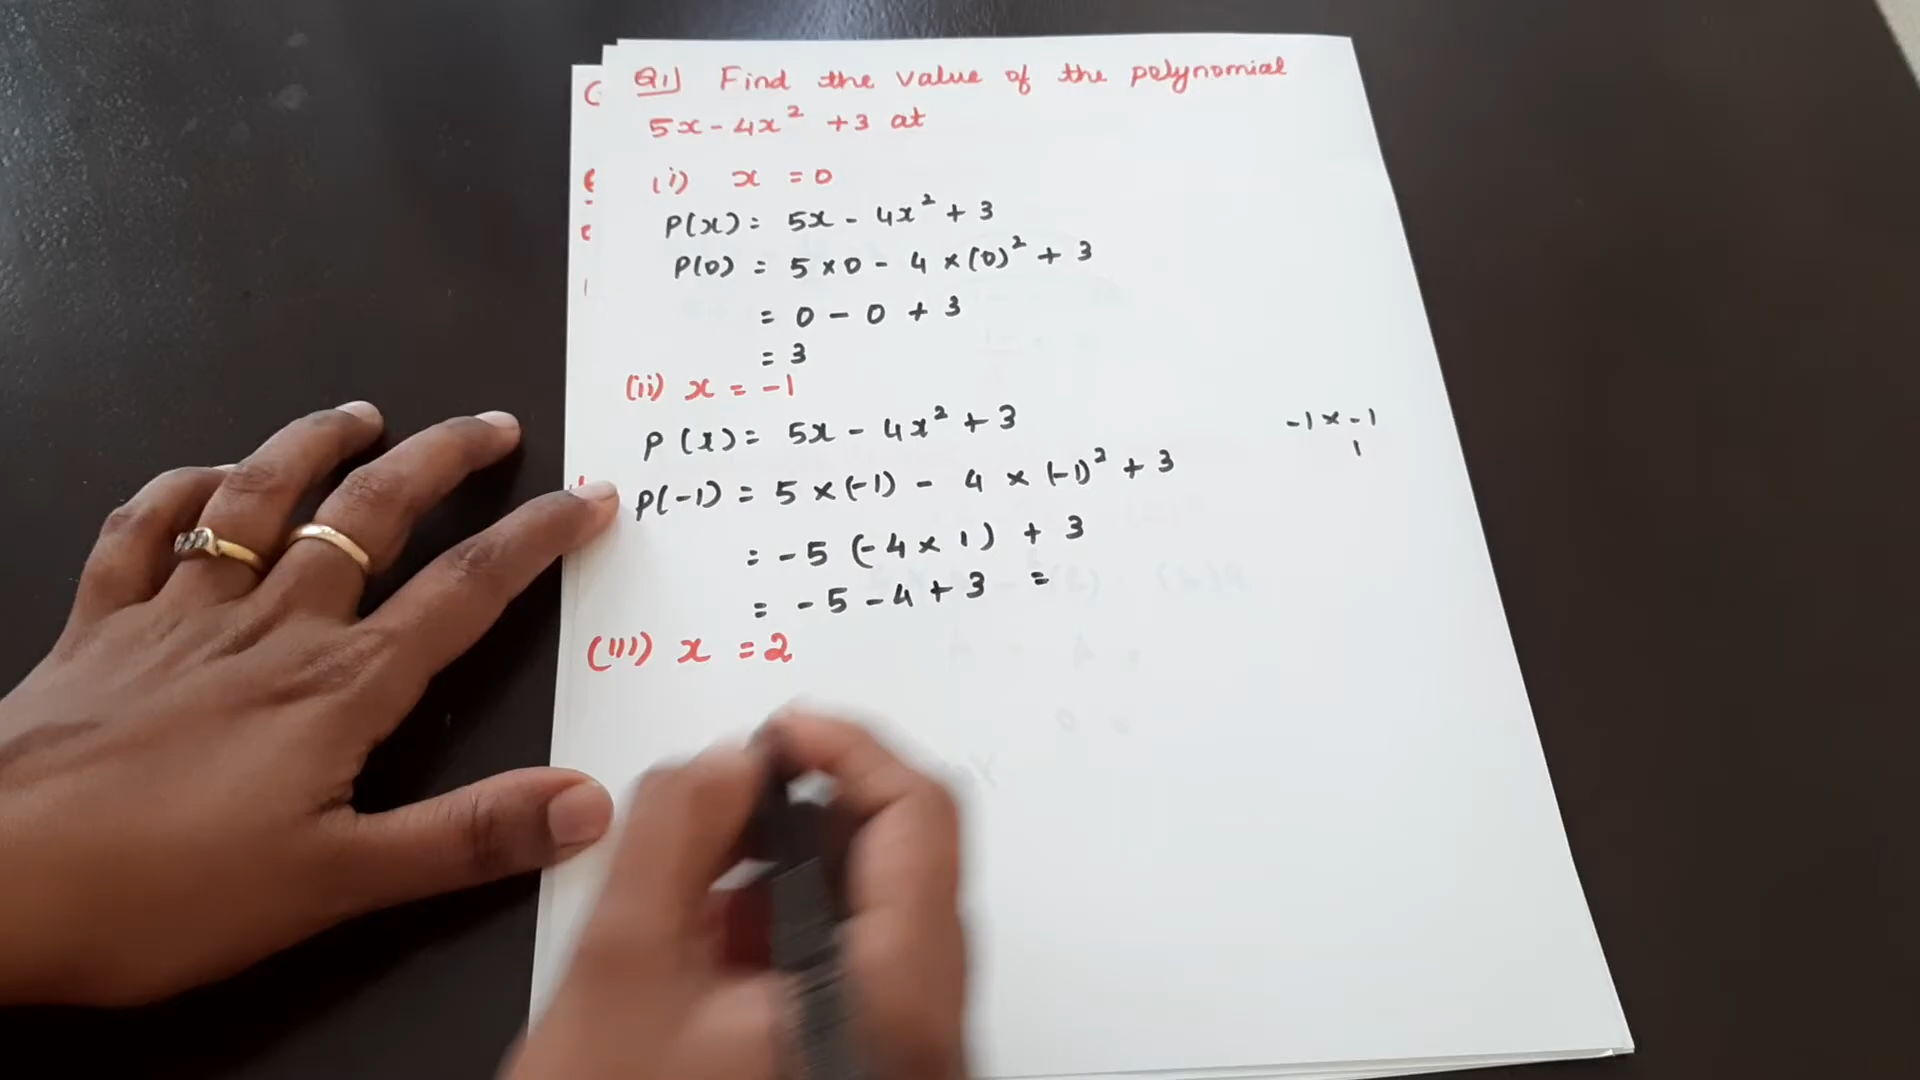 Q1) Find the value of the polynomial
5x - 4x² + 3 at
(i) x = 0
P(x) = 5x - 4x² + 3
P(0) = 5 × 0 - 4 × (0)² + 3
= 0 - 0 + 3
= 3
(ii) x = -1
P(x) = 5x - 4x² + 3
P(-1) = 5 × (-1) - 4 × (-1)² + 3
-1 × -1
1
= -5 (-4 × 1) + 3
= -5 - 4 + 3 =
(iii) x = 2